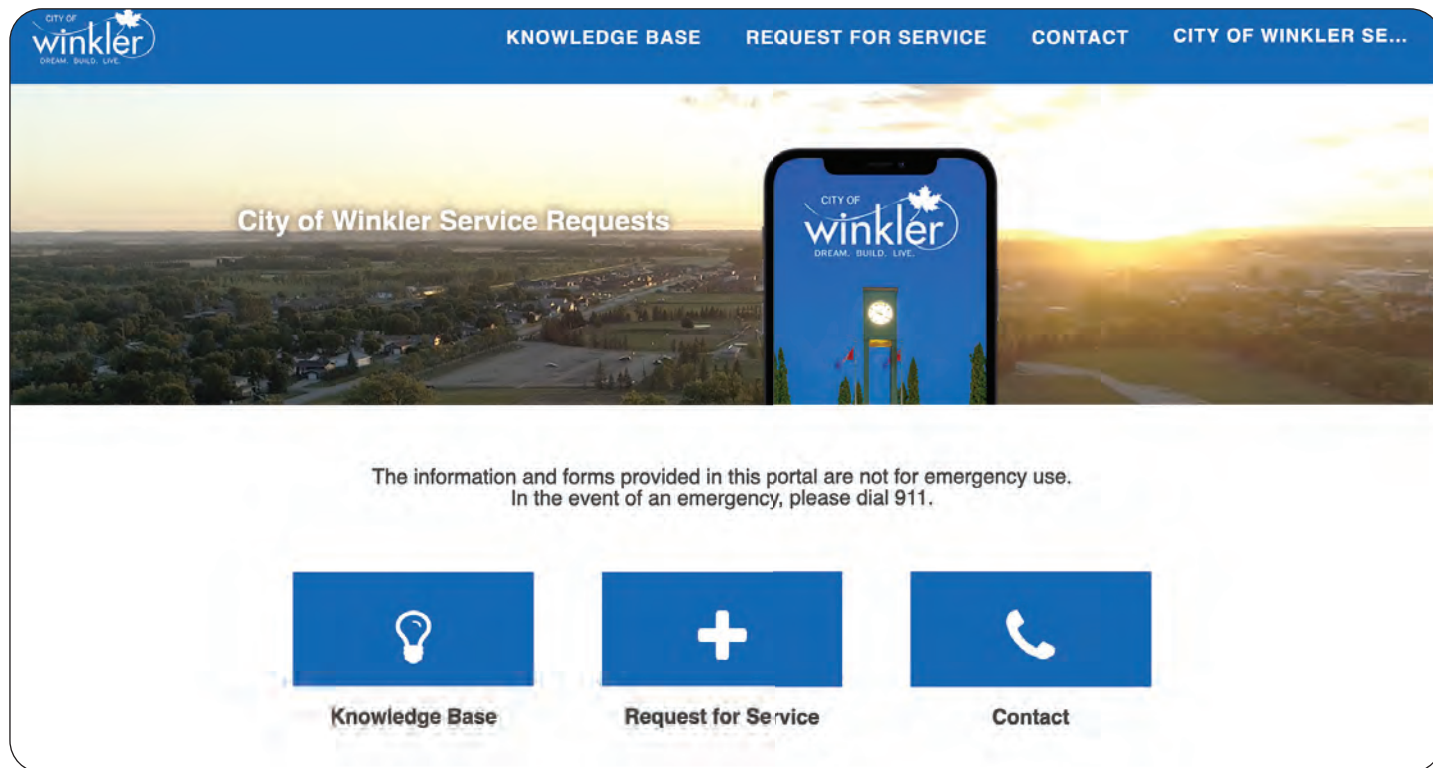 CITY OF
winkler
DREAM. BUILD. LIVE.
KNOWLEDGE BASE REQUEST FOR SERVICE CONTACT CITY OF WINKLER SE...
City of Winkler Service Requests
CITY OF
winkler
DREAM. BUILD. LIVE.
The information and forms provided in this portal are not for emergency use.
In the event of an emergency, please dial 911.
Knowledge Base Request for Service Contact